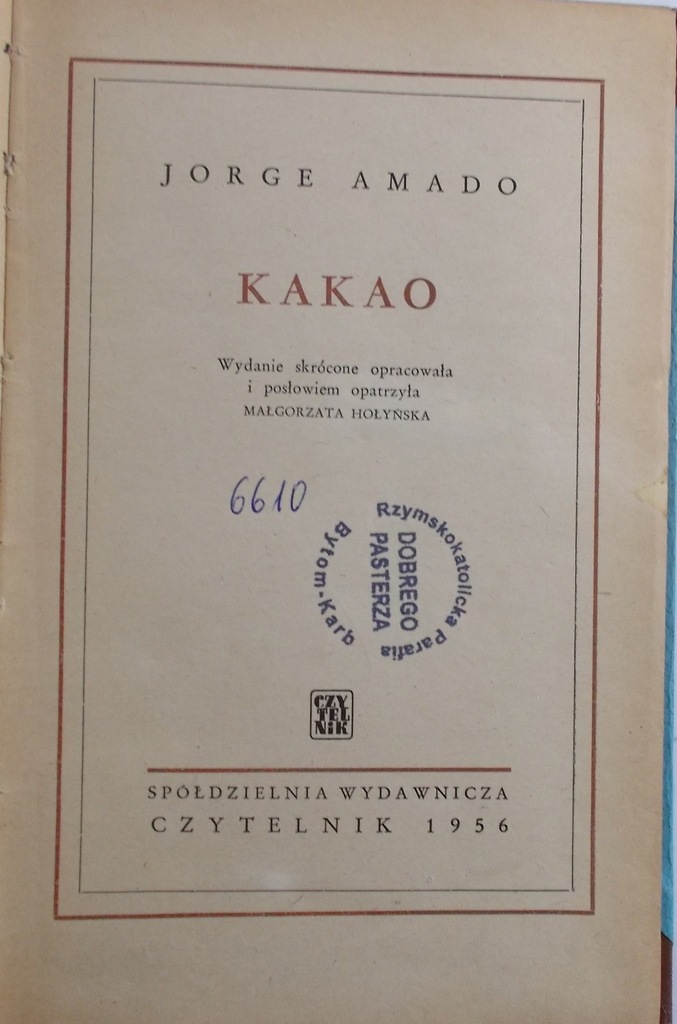 JORGE AMADO
KAKAO
Wydanie skrócone opracowała
i posłowiem opatrzyła
MAŁGORZATA HOŁYŃSKA
6610
Rzymskokatolicka Parafia
DOBREGO
PASTERZA
Bytom-Karb
CZY
TEL
NiK
SPÓŁDZIELNIA WYDAWNICZA
CZYTELNIK 1956